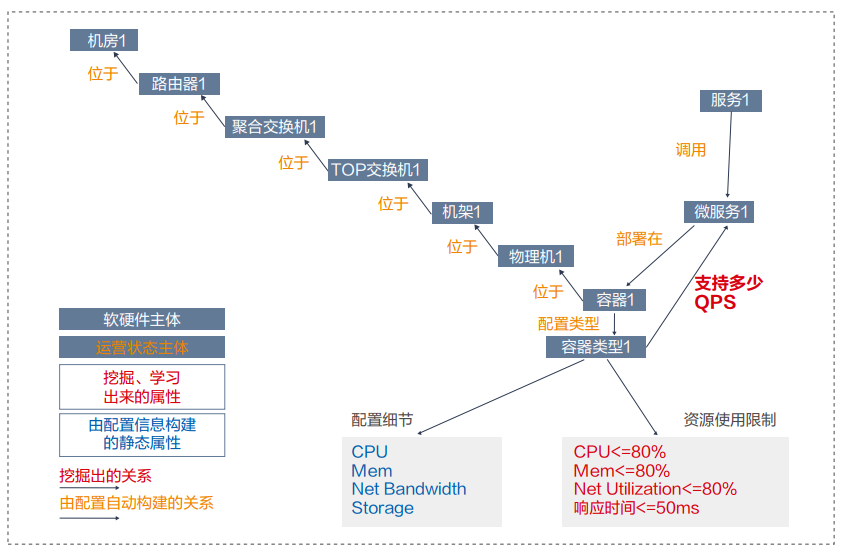 机房1
位于
路由器1
位于
聚合交换机1
位于
TOP交换机1
位于
机架1
位于
物理机1
位于
容器1
服务1
调用
微服务1
部署在
支持多少
QPS
配置类型
容器类型1
配置细节
CPU
Mem
Net Bandwidth
Storage
资源使用限制
CPU<=80%
Mem<=80%
Net Utilization<=80%
响应时间<=50ms
软硬件主体
运营状态主体
挖掘、学习
出来的属性
由配置信息构建
的静态属性
挖掘出的关系
由配置自动构建的关系